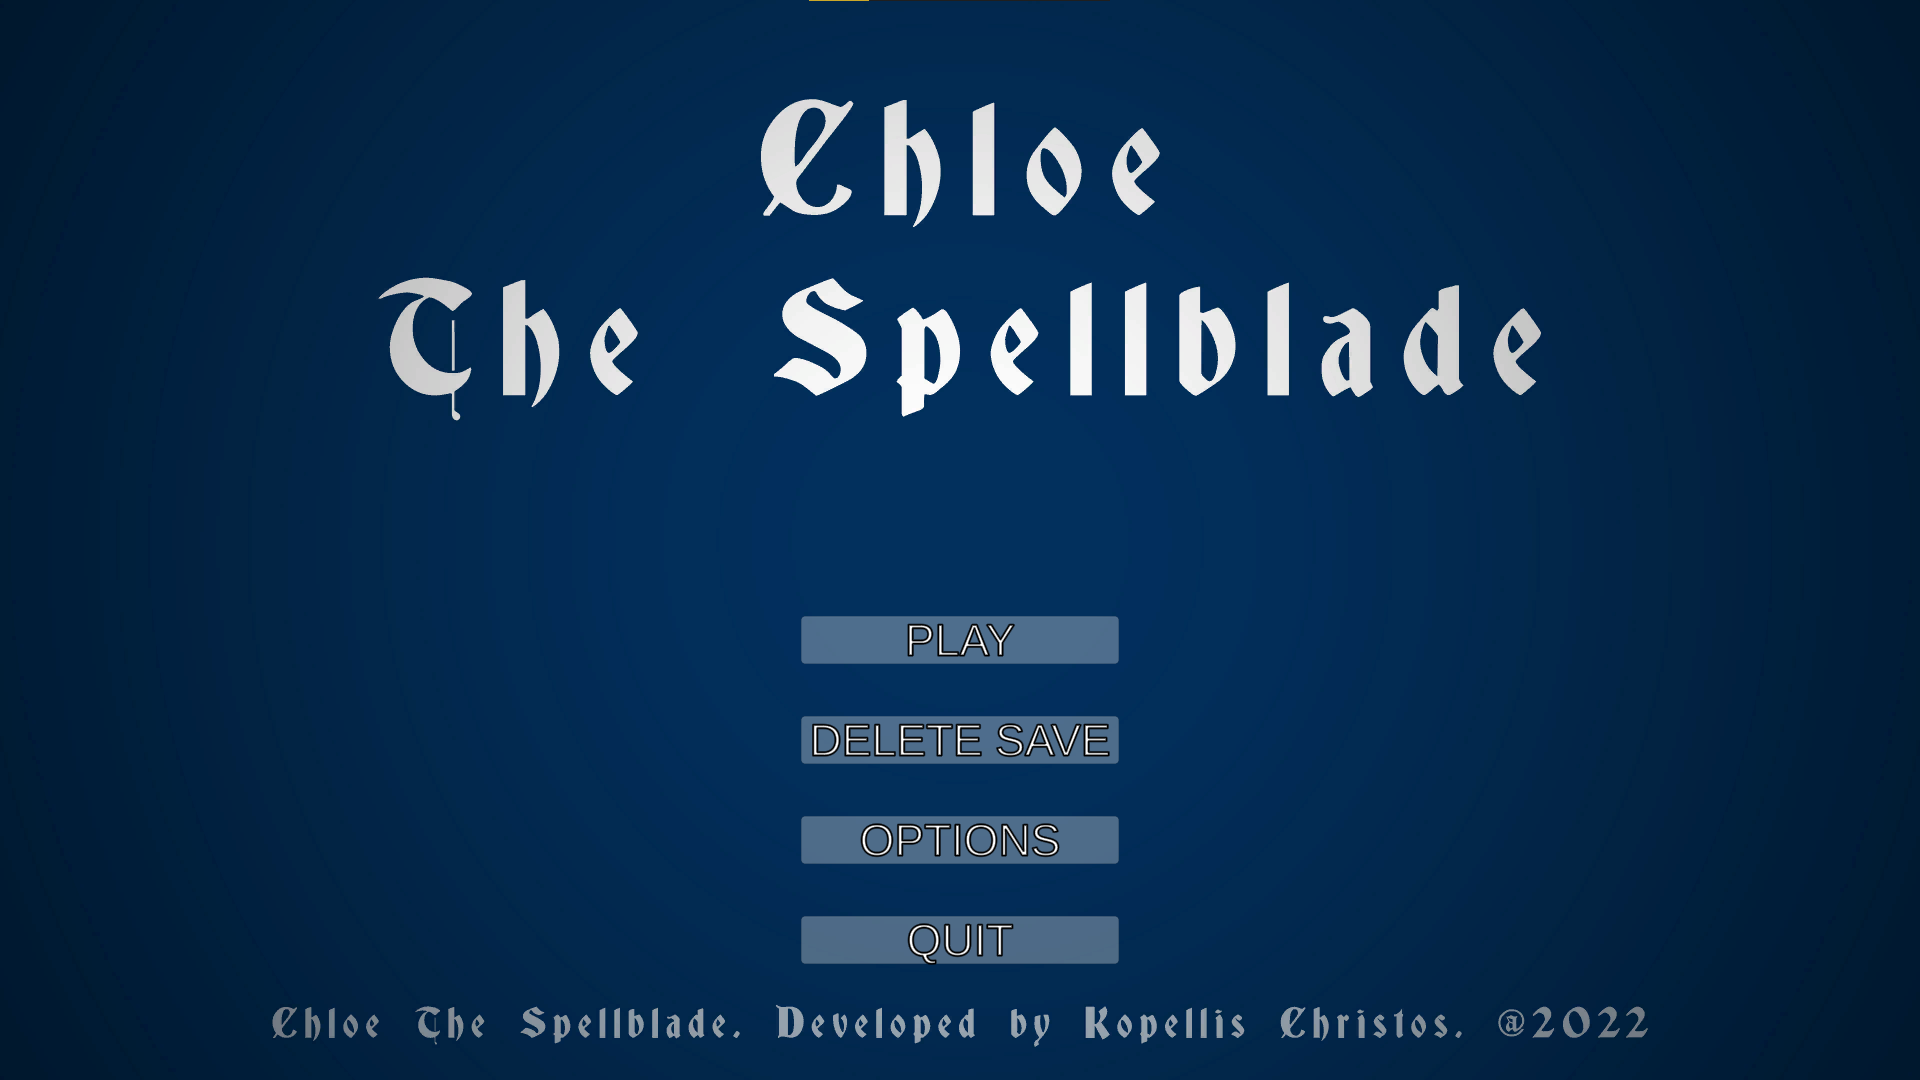 Chloe
The Spellblade
PLAY
DELETE SAVE
OPTIONS
QUIT
Chloe The Spellblade. Developed by Kopellis Christos. @2022